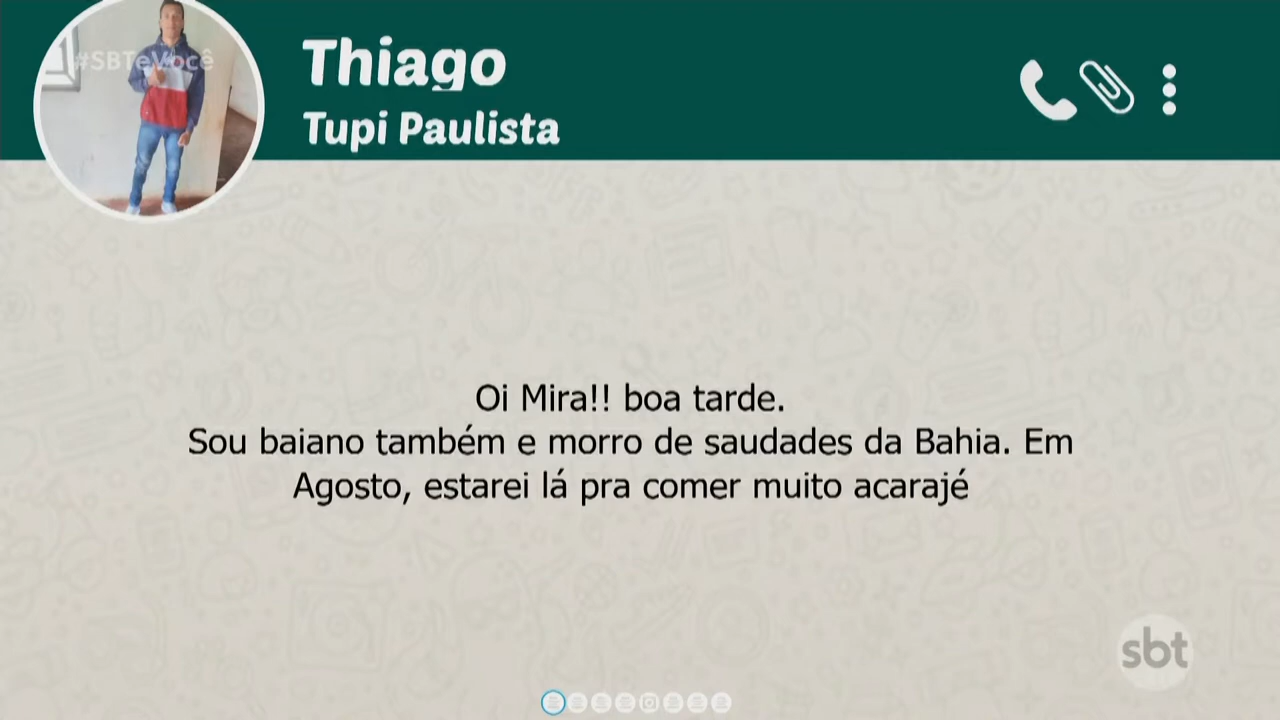 #SBTeVocê
Thiago
Tupi Paulista
Oi Mira!! boa tarde.
Sou baiano também e morro de saudades da Bahia. Em
Agosto, estarei lá pra comer muito acarajé
sbt